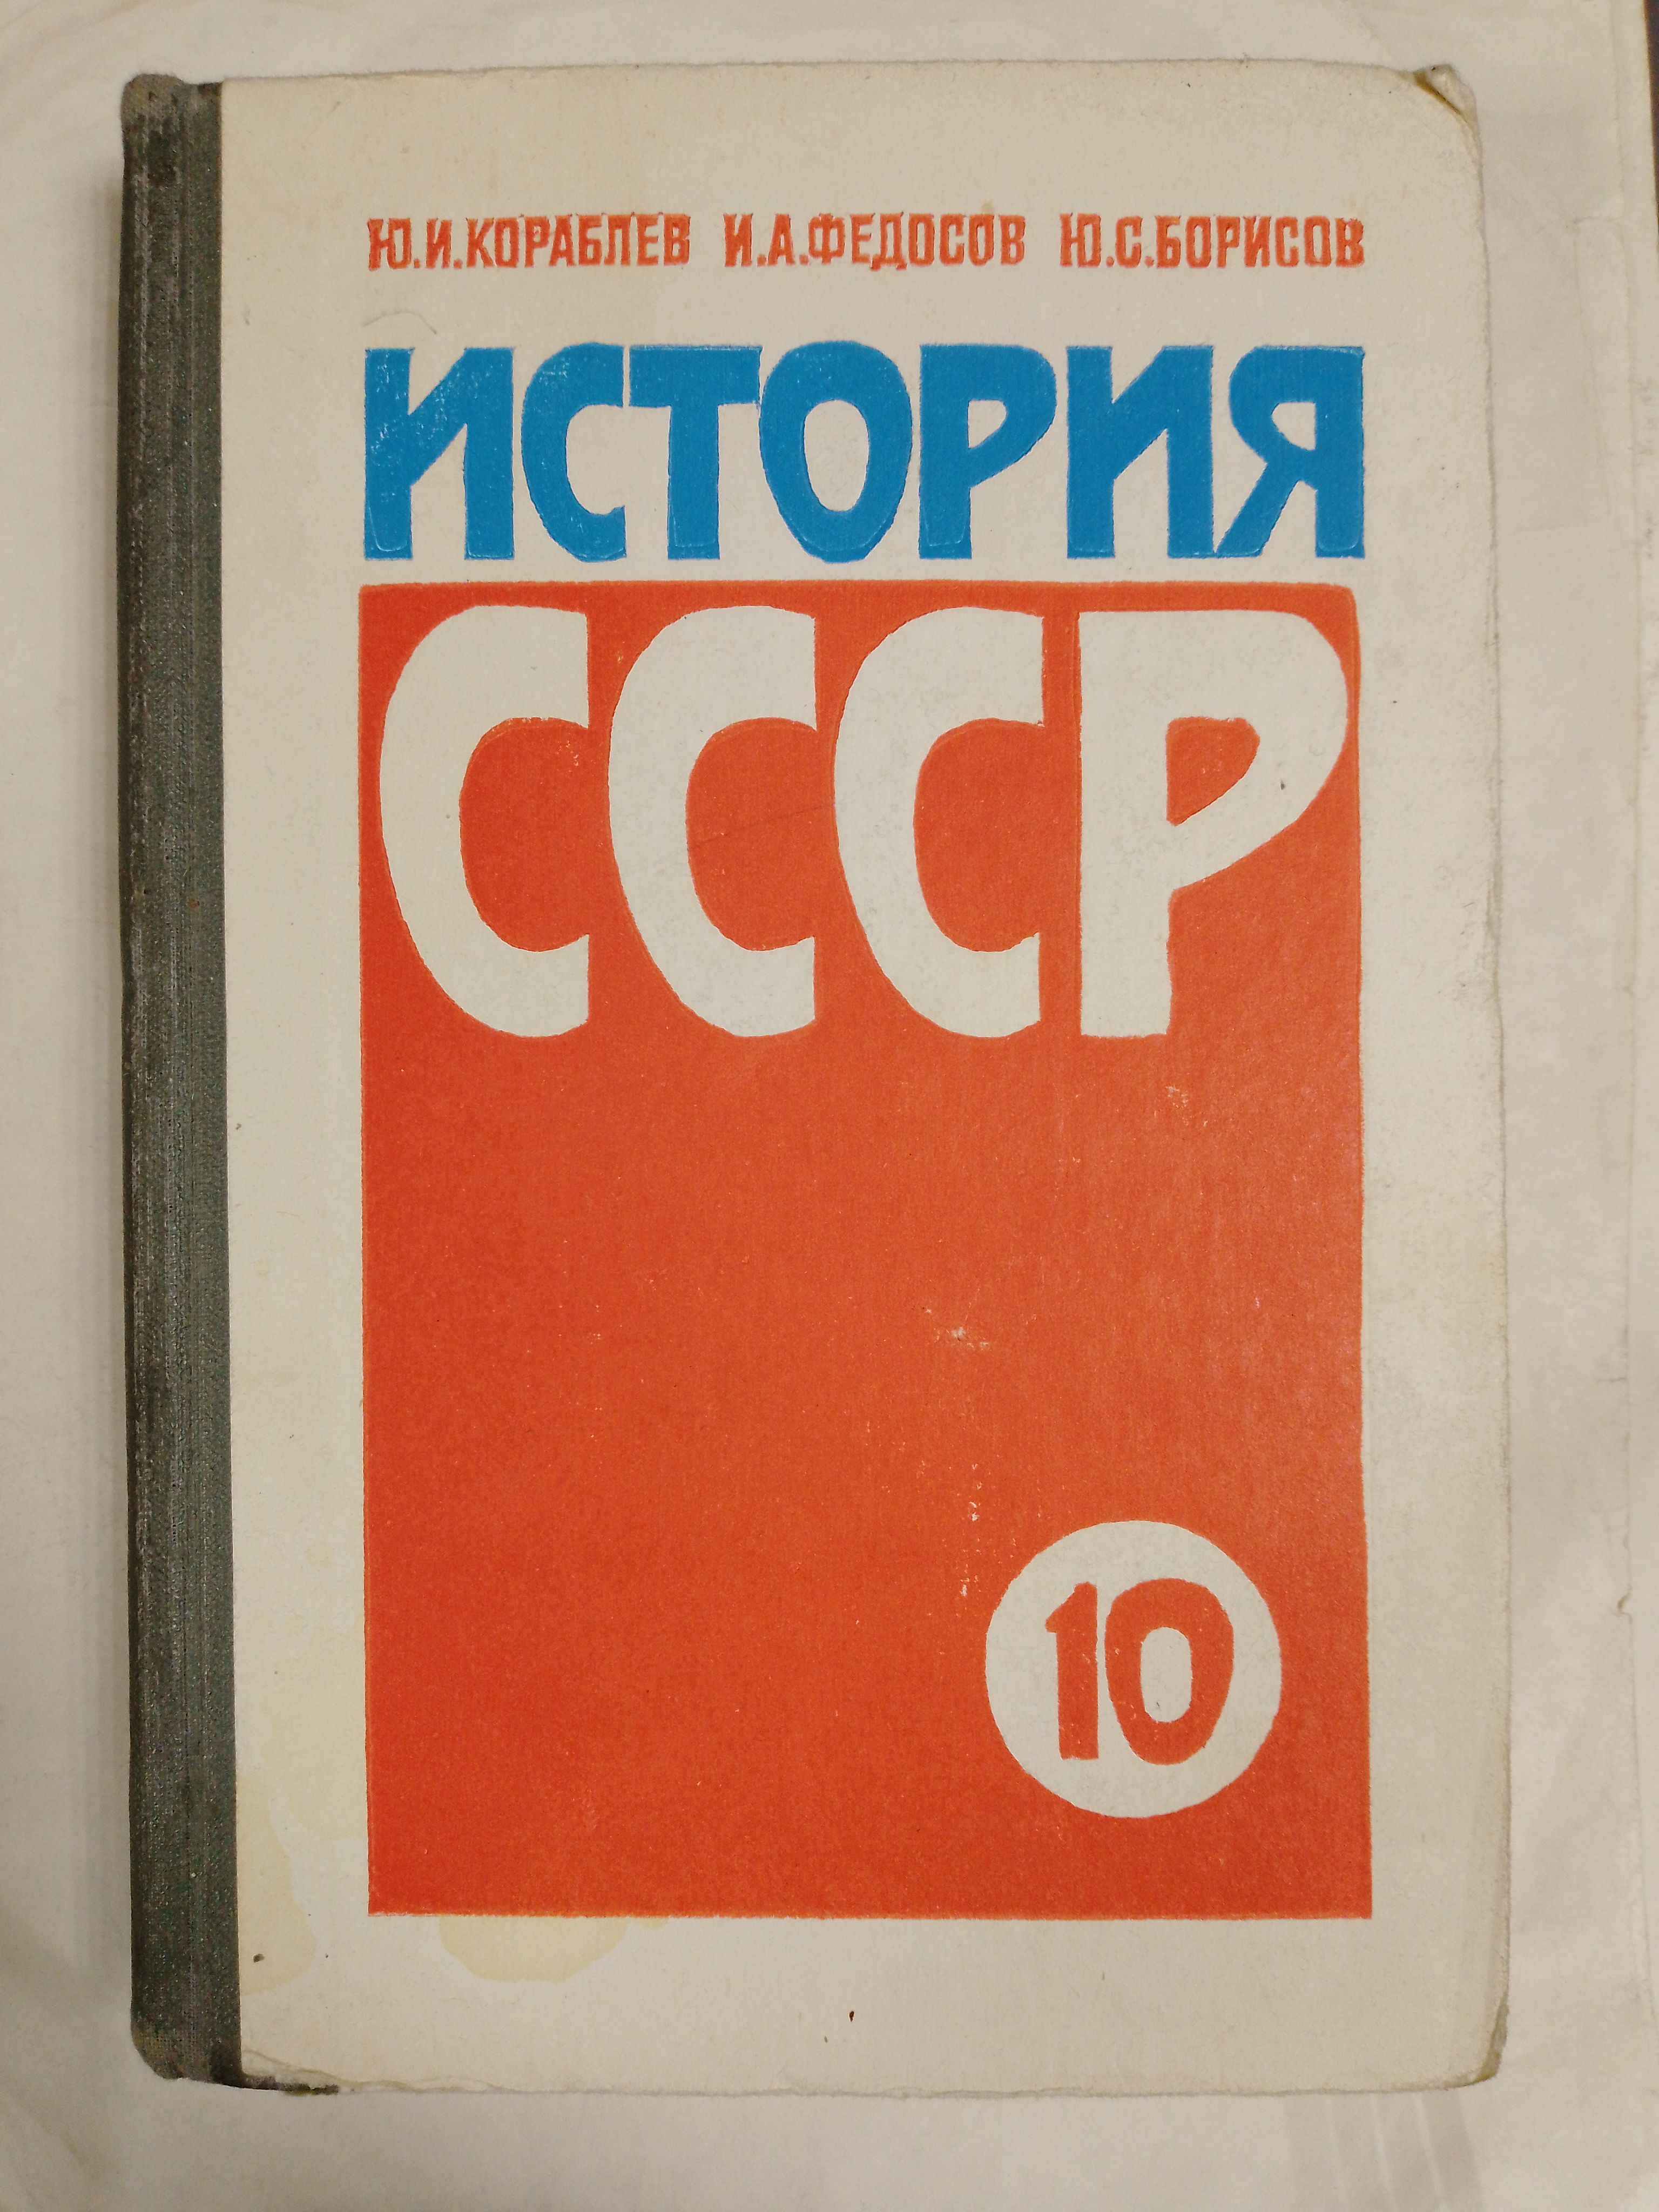 Ю.И.КОРАБЛЕВ И.А.ФЕДОСОВ Ю.С.БОРИСОВ
ИСТОРИЯ
СССР
10